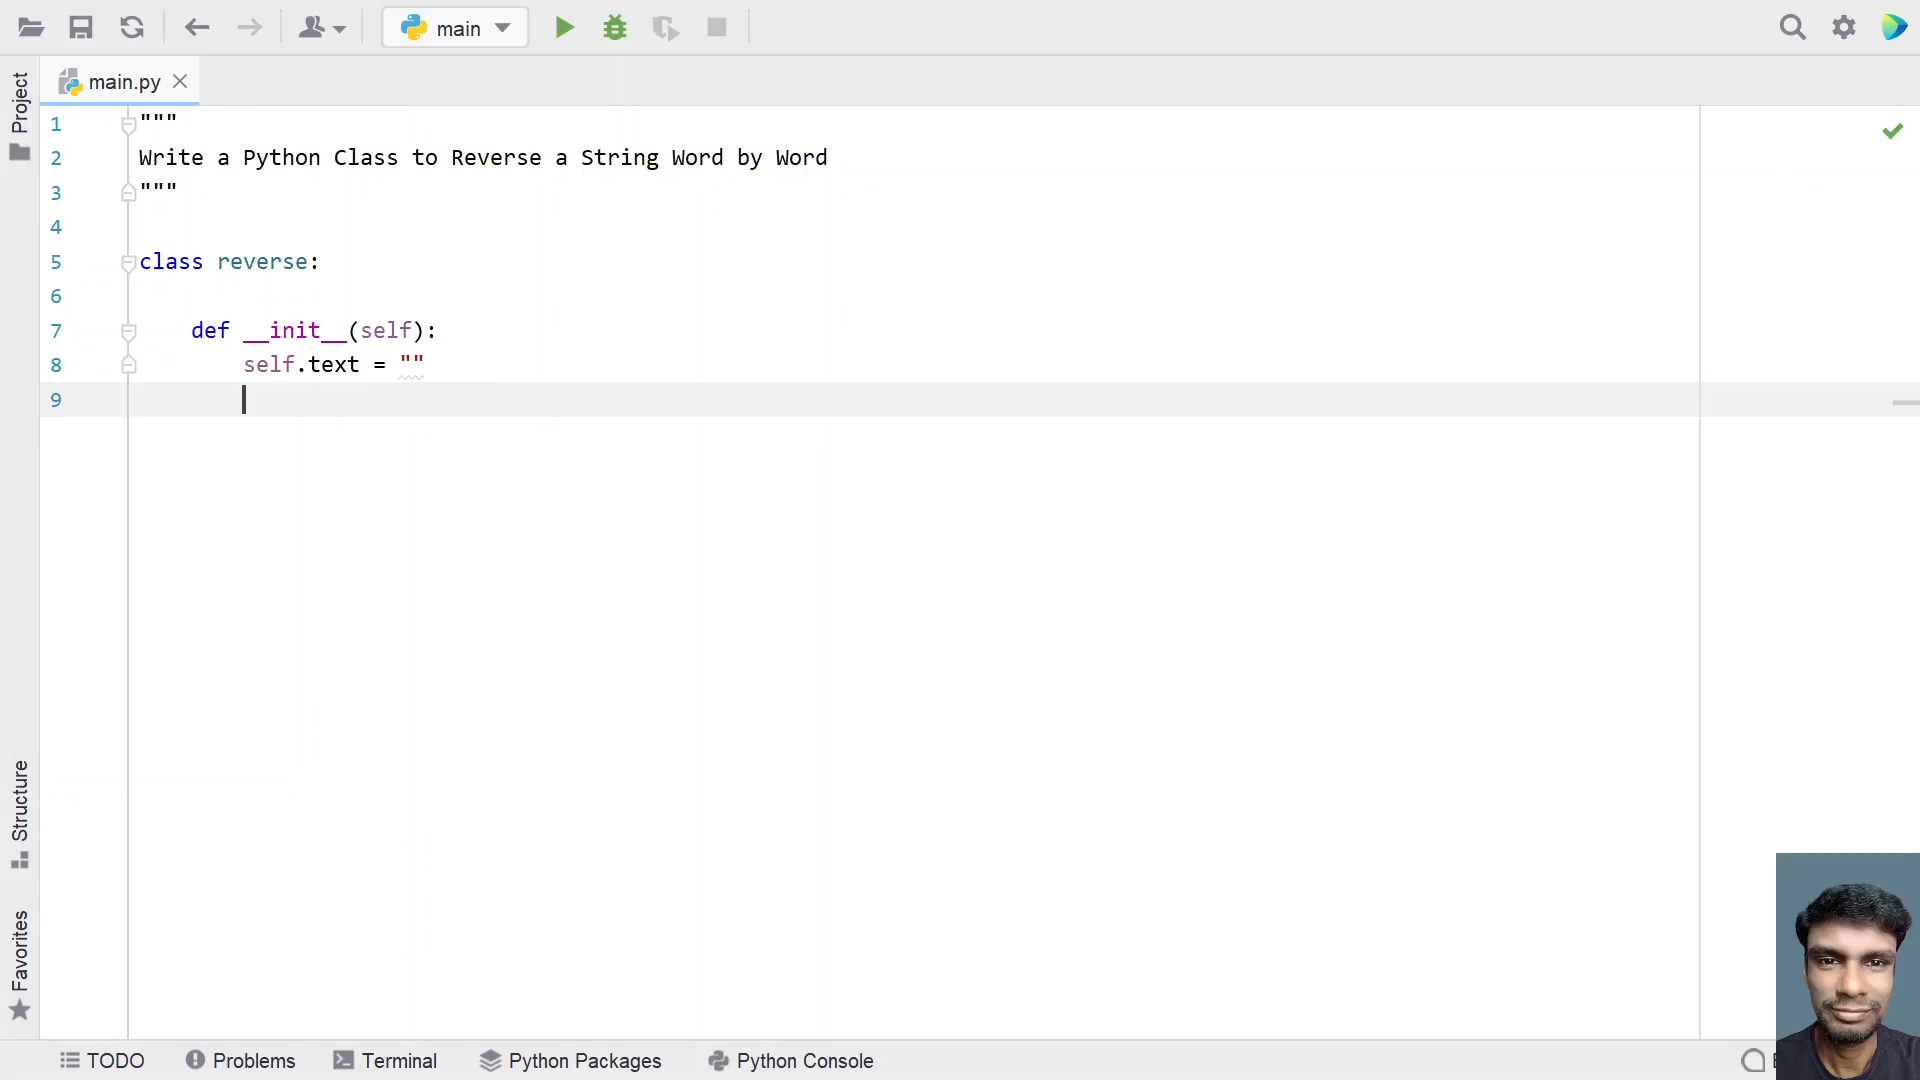 main
Project
main.py
1 """
2 Write a Python Class to Reverse a String Word by Word
3 """
4
5 class reverse:
6
7 def __init__(self):
8 self.text = ""
9
Structure
Favorites
TODO Problems Terminal Python Packages Python Console